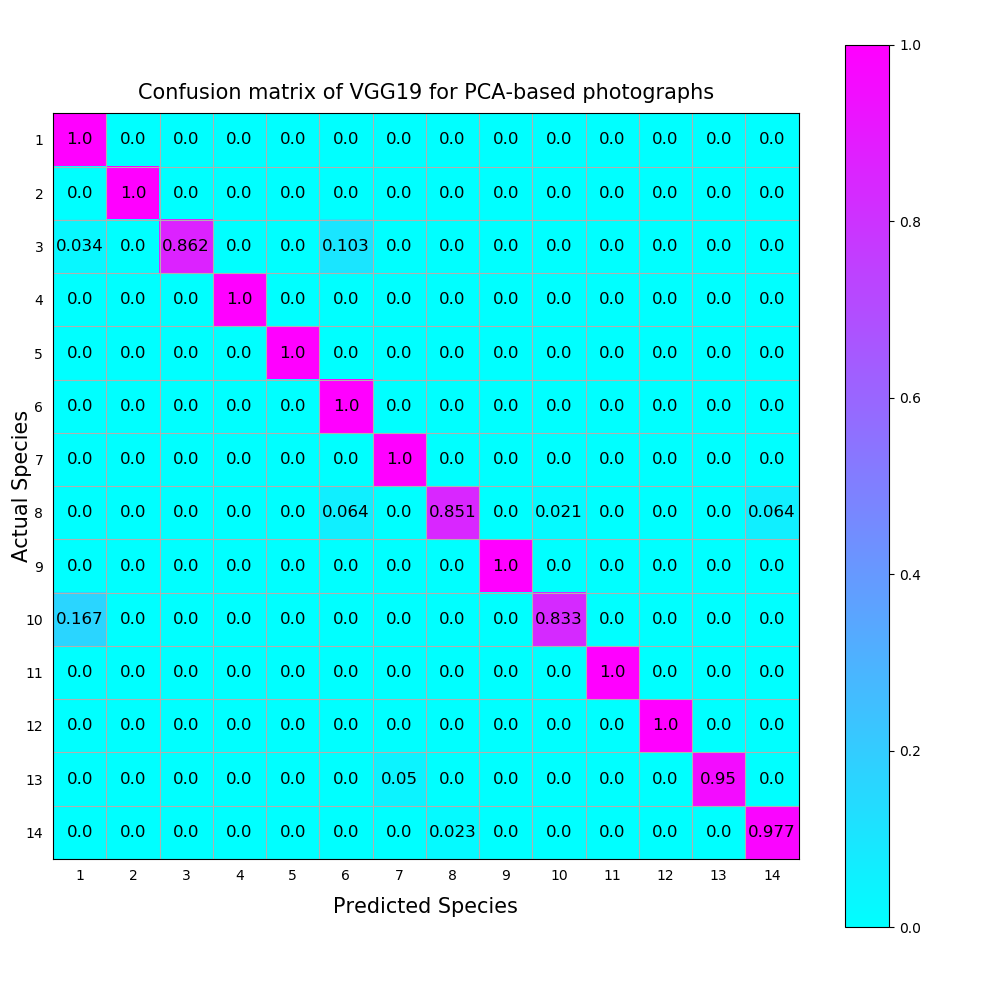 Confusion matrix of VGG19 for PCA-based photographs
1 1.0 0.0 0.0 0.0 0.0 0.0 0.0 0.0 0.0 0.0 0.0 0.0 0.0 0.0
2 0.0 1.0 0.0 0.0 0.0 0.0 0.0 0.0 0.0 0.0 0.0 0.0 0.0 0.0
3 0.034 0.0 0.862 0.0 0.0 0.103 0.0 0.0 0.0 0.0 0.0 0.0 0.0 0.0
4 0.0 0.0 0.0 1.0 0.0 0.0 0.0 0.0 0.0 0.0 0.0 0.0 0.0 0.0
5 0.0 0.0 0.0 0.0 1.0 0.0 0.0 0.0 0.0 0.0 0.0 0.0 0.0 0.0
6 0.0 0.0 0.0 0.0 0.0 1.0 0.0 0.0 0.0 0.0 0.0 0.0 0.0 0.0
7 0.0 0.0 0.0 0.0 0.0 0.0 1.0 0.0 0.0 0.0 0.0 0.0 0.0 0.0
8 0.0 0.0 0.0 0.0 0.0 0.064 0.0 0.851 0.0 0.021 0.0 0.0 0.0 0.064
9 0.0 0.0 0.0 0.0 0.0 0.0 0.0 0.0 1.0 0.0 0.0 0.0 0.0 0.0
10 0.167 0.0 0.0 0.0 0.0 0.0 0.0 0.0 0.0 0.833 0.0 0.0 0.0 0.0
11 0.0 0.0 0.0 0.0 0.0 0.0 0.0 0.0 0.0 0.0 1.0 0.0 0.0 0.0
12 0.0 0.0 0.0 0.0 0.0 0.0 0.0 0.0 0.0 0.0 0.0 1.0 0.0 0.0
13 0.0 0.0 0.0 0.0 0.0 0.0 0.05 0.0 0.0 0.0 0.0 0.0 0.95 0.0
14 0.0 0.0 0.0 0.0 0.0 0.0 0.0 0.023 0.0 0.0 0.0 0.0 0.0 0.977
1 2 3 4 5 6 7 8 9 10 11 12 13 14
Predicted Species
Actual Species
1.0
0.8
0.6
0.4
0.2
0.0